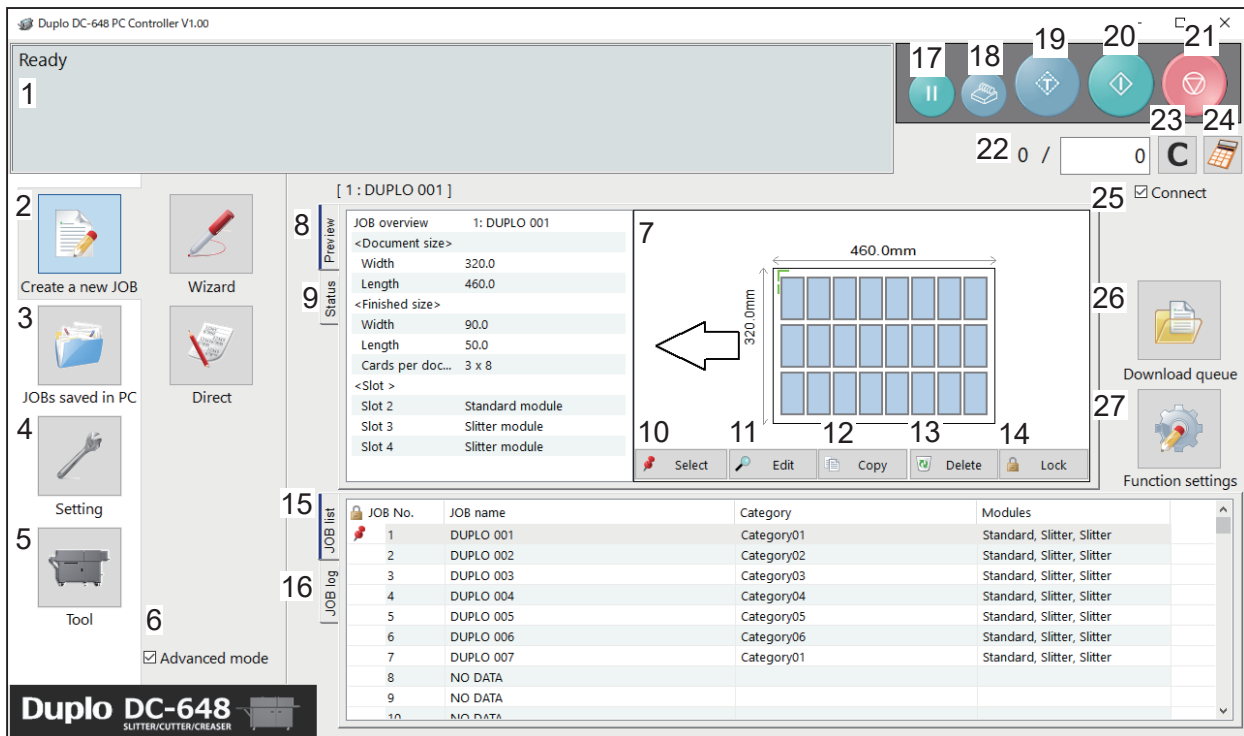 Duplo DC-648 PC Controller V1.00
Ready
1
17
18
19
20
21
T
22
0 /
0
23
C
24
25
Connect
2
Create a new JOB
Wizard
3
JOBs saved in PC
Direct
4
Setting
5
Tool
6
Advanced mode
Duplo DC-648
SLITTER/CUTTER/CREASER
[ 1 : DUPLO 001 ]
8
Preview
9
Status
JOB overview 1: DUPLO 001
<Document size>
Width 320.0
Length 460.0
<Finished size>
Width 90.0
Length 50.0
Cards per doc... 3 x 8
<Slot >
Slot 2 Standard module
Slot 3 Slitter module
Slot 4 Slitter module
7
460.0mm
320.0mm
10
Select
11
Edit
12
Copy
13
Delete
14
Lock
26
Download queue
27
Function settings
15
JOB list
16
JOB log
JOB No. JOB name Category Modules
1 DUPLO 001 Category01 Standard, Slitter, Slitter
2 DUPLO 002 Category02 Standard, Slitter, Slitter
3 DUPLO 003 Category03 Standard, Slitter, Slitter
4 DUPLO 004 Category04 Standard, Slitter, Slitter
5 DUPLO 005 Category05 Standard, Slitter, Slitter
6 DUPLO 006 Category06 Standard, Slitter, Slitter
7 DUPLO 007 Category01 Standard, Slitter, Slitter
8 NO DATA
9 NO DATA
10 NO DATA